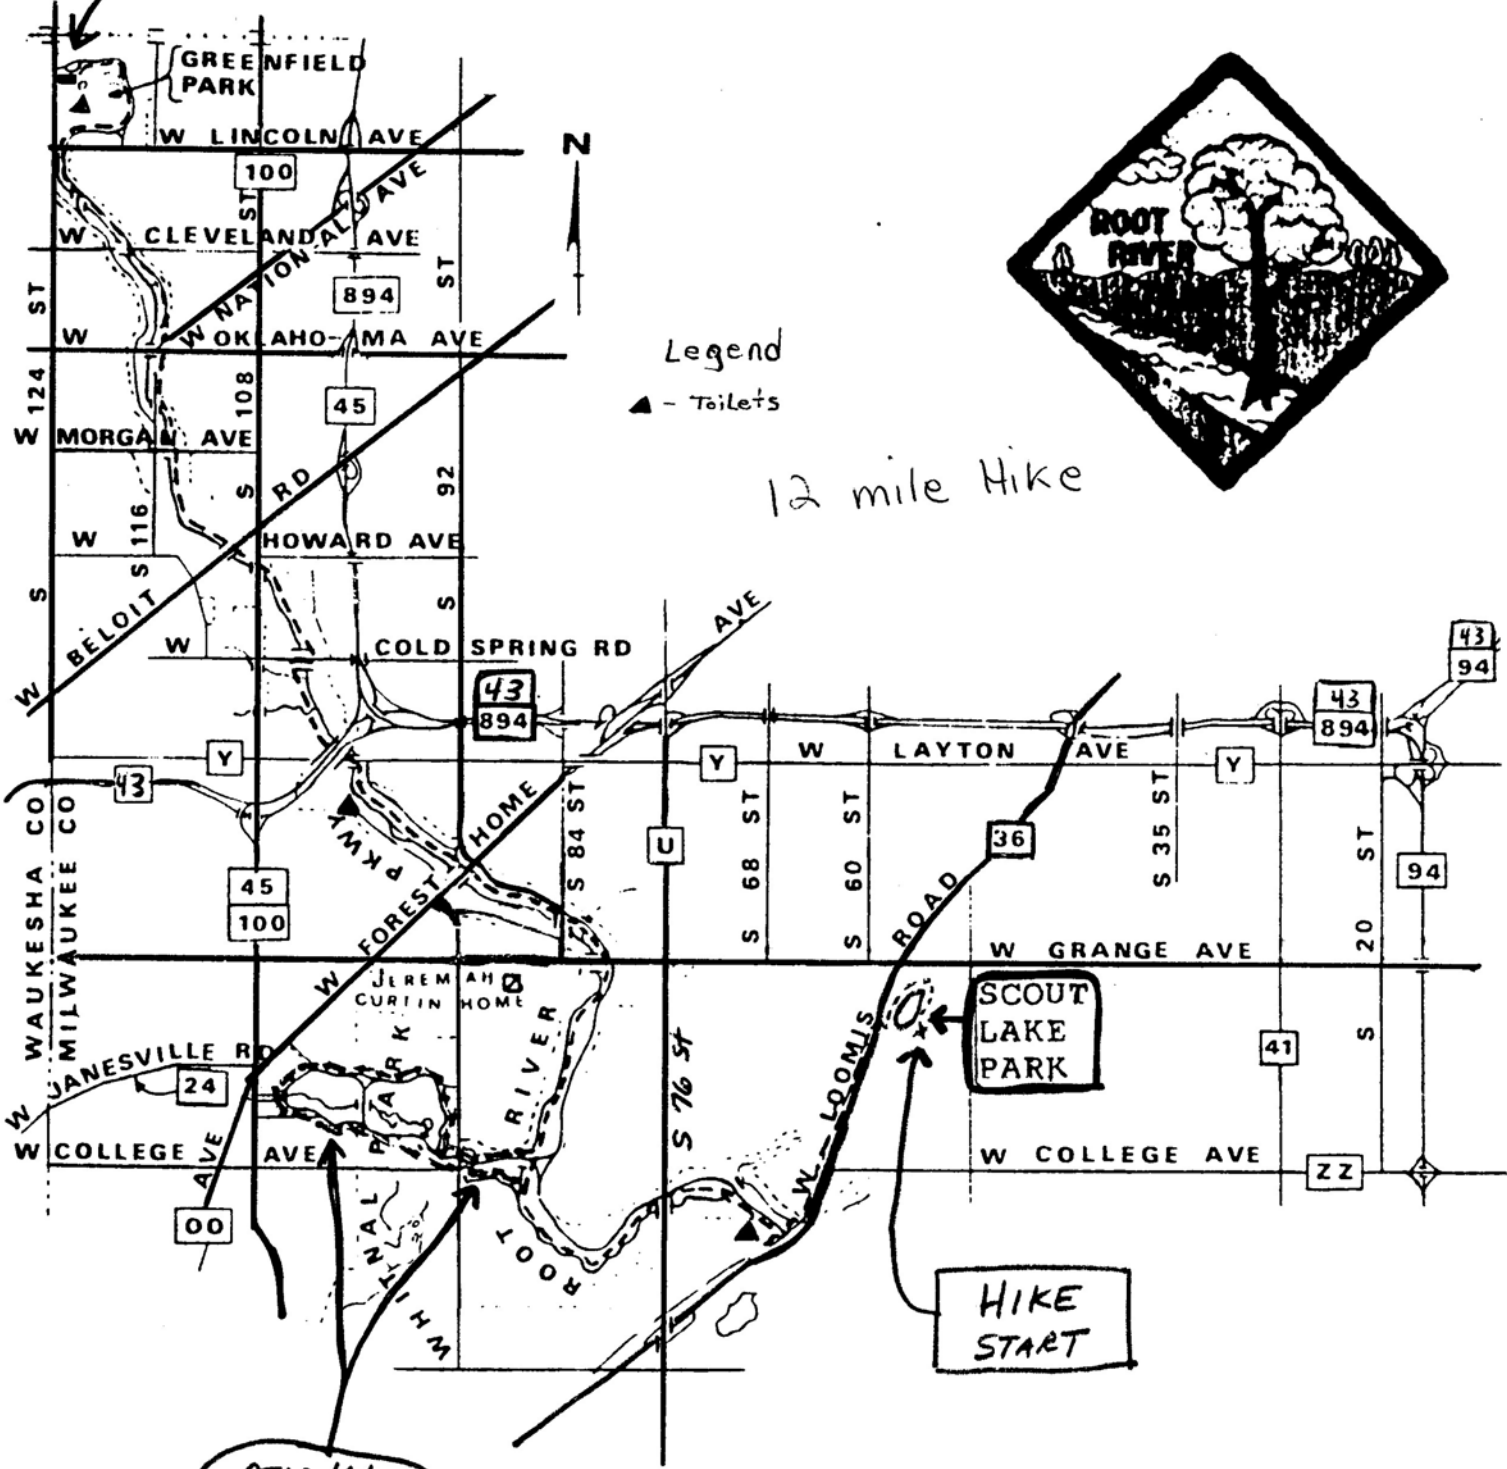 GREENFIELD
PARK
W LINCOLN AVE
100
N
ROOT
RIVER
W CLEVELAND AVE
W NATIONAL AVE
894
W OKLAHO-MA AVE
Legend
▲ - Toilets
45
12 mile Hike
W MORGAN AVE
S 124 ST
S 108 ST
S 92 ST
S 116
W HOWARD AVE
W BELOIT RD
W COLD SPRING RD
43
894
43
894
43
94
Y
Y
W LAYTON AVE
Y
43
W FOREST HOME AVE
PKWY
S 84 ST
U
S 68 ST
S 60 ST
36
S 35 ST
S 20 ST
94
45
100
WAUKESHA CO
MILWAUKEE CO
W GRANGE AVE
JEREMIAH
CURTIN HOME
SCOUT
LAKE
PARK
W LOOMIS ROAD
41
W JANESVILLE RD
24
ROOT RIVER
S 76 St
W COLLEGE AVE
W COLLEGE AVE
ZZ
AVE
OO
WHITNAL PARK
HIKE
START